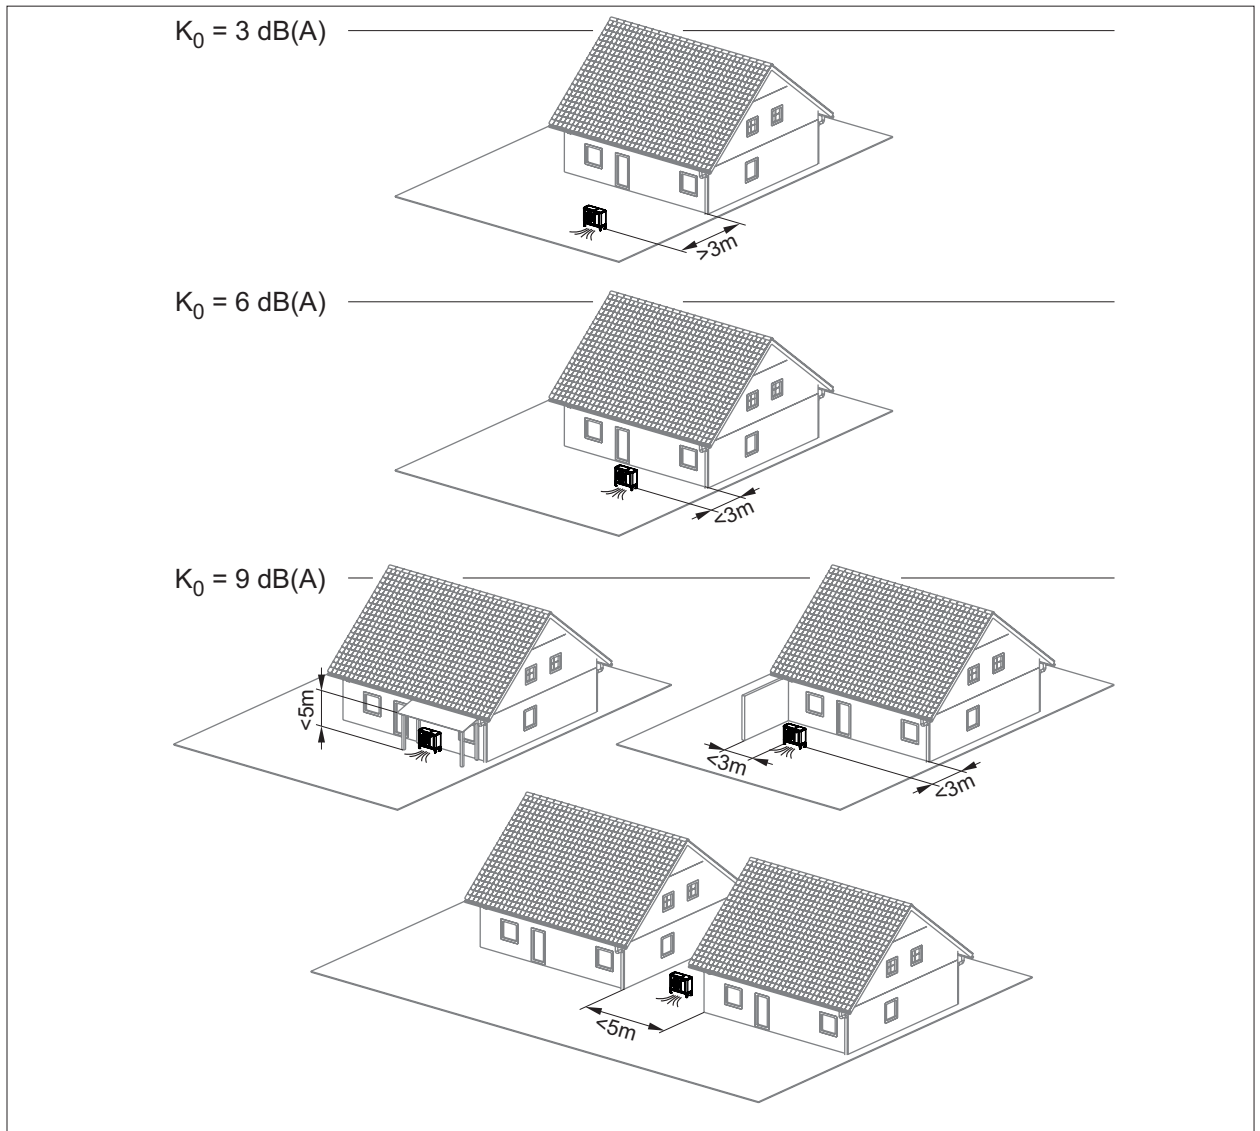 K₀ = 3 dB(A)
>3m
K₀ = 6 dB(A)
<3m
K₀ = 9 dB(A)
<5m
<3m
<3m
<5m